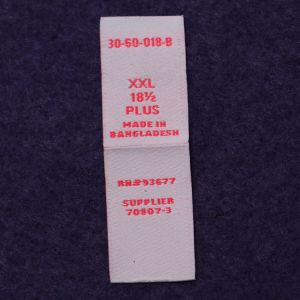 30-60-018-B
XXL
18½
PLUS
MADE IN
BANGLADESH
RN#93677
SUPPLIER
70807-3